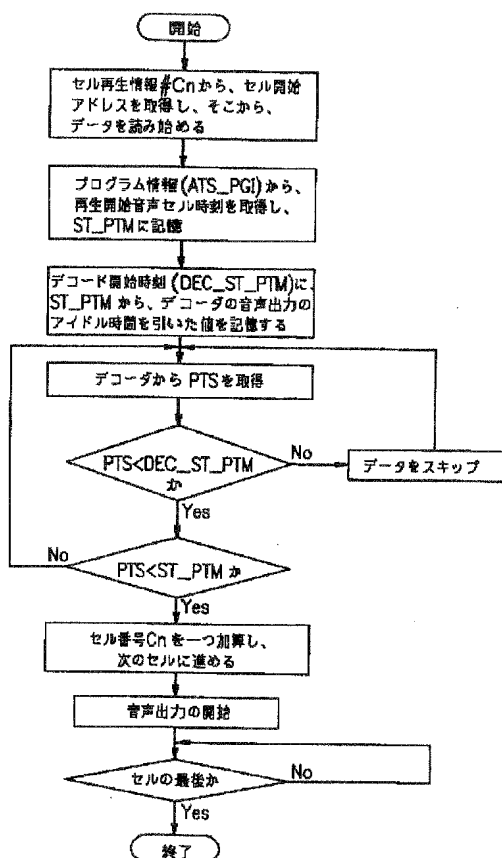 開始
セル再生情報#Cnから、セル開始
アドレスを取得し、そこから、
データを読み始める
プログラム情報(ATS_PGI)から、
再生開始音声セル時刻を取得し、
ST_PTMに記憶
デコード開始時刻(DEC_ST_PTM)に、
ST_PTMから、デコーダの音声出力の
アイドル時間を引いた値を記憶する
デコーダからPTSを取得
PTS<DEC_ST_PTM
か
No
データをスキップ
Yes
No
PTS<ST_PTMか
Yes
セル番号Cnを一つ加算し、
次のセルに進める
音声出力の開始
セルの最後か
No
Yes
終了